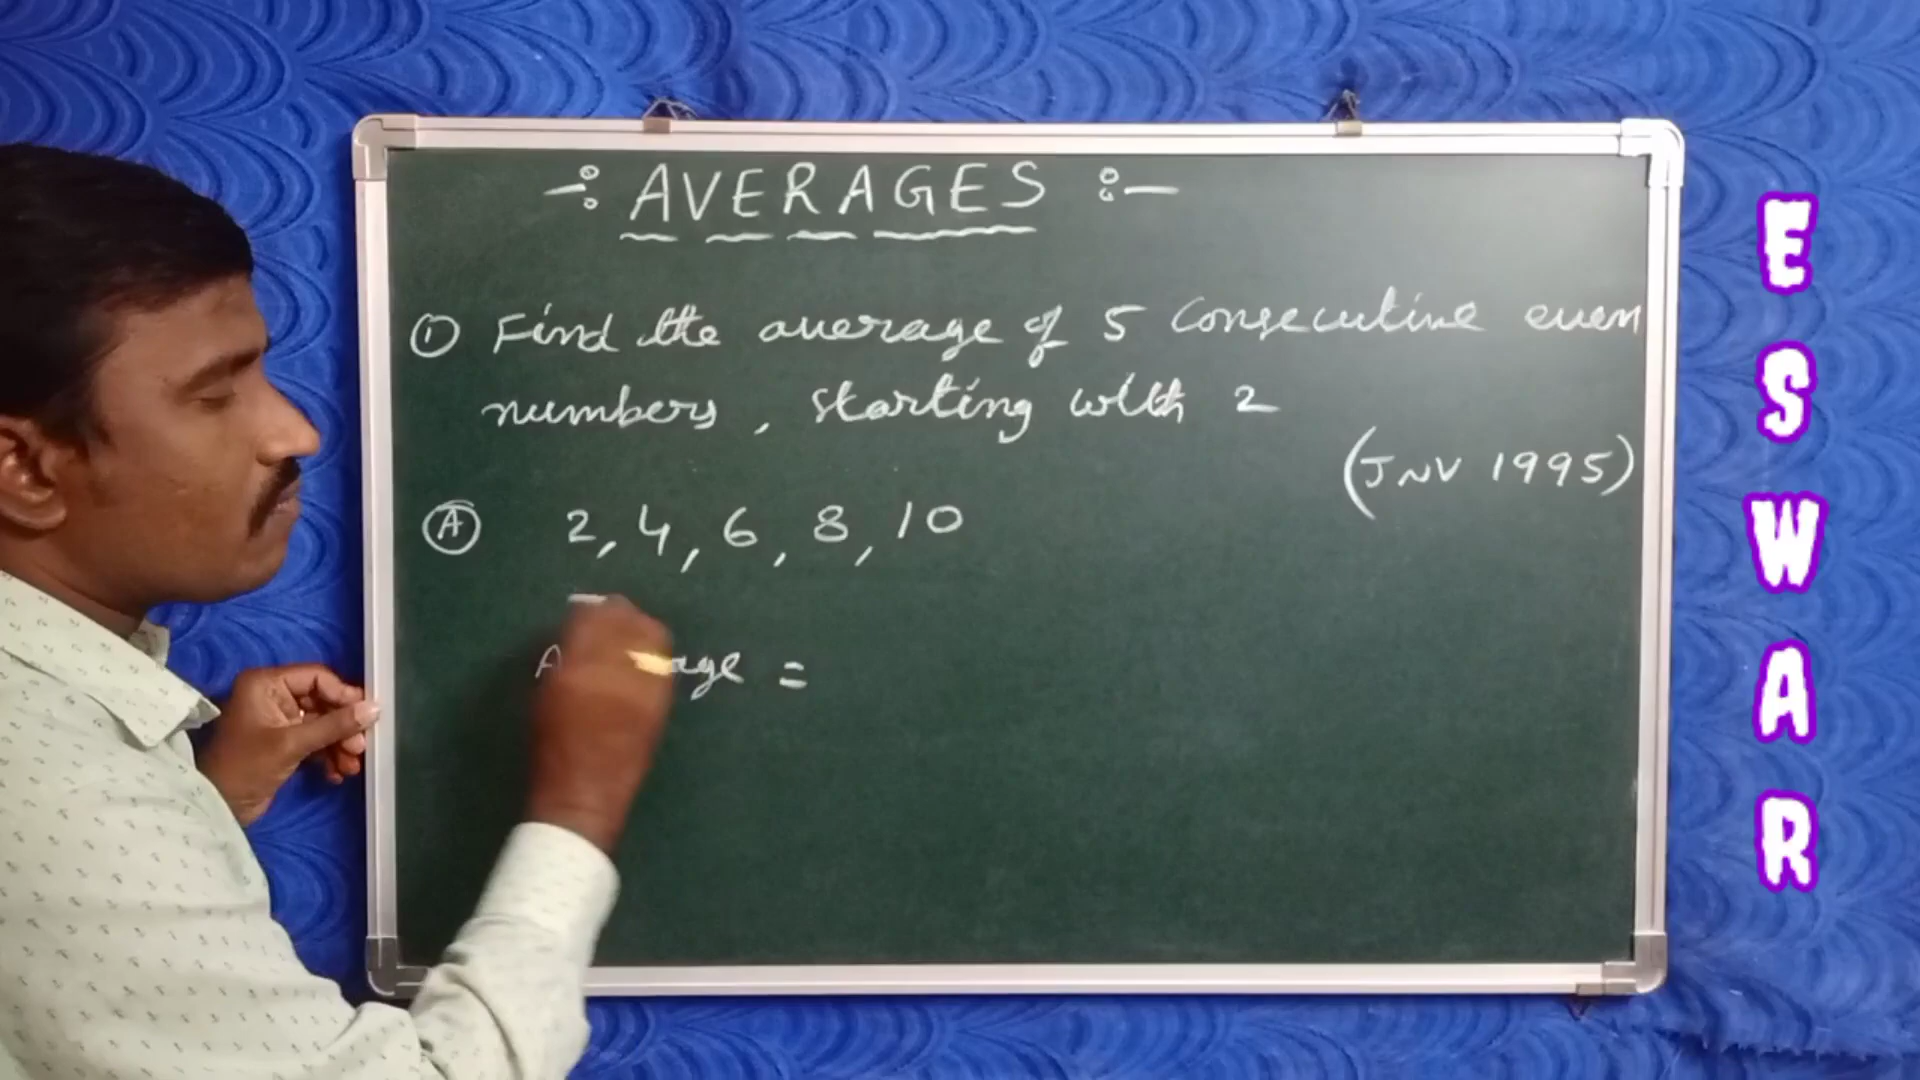 -: AVERAGES :-
① Find the average of 5 consecutive even
numbers, starting with 2
(JNV 1995)
Ⓐ 2, 4, 6, 8, 10
=
ESWAR